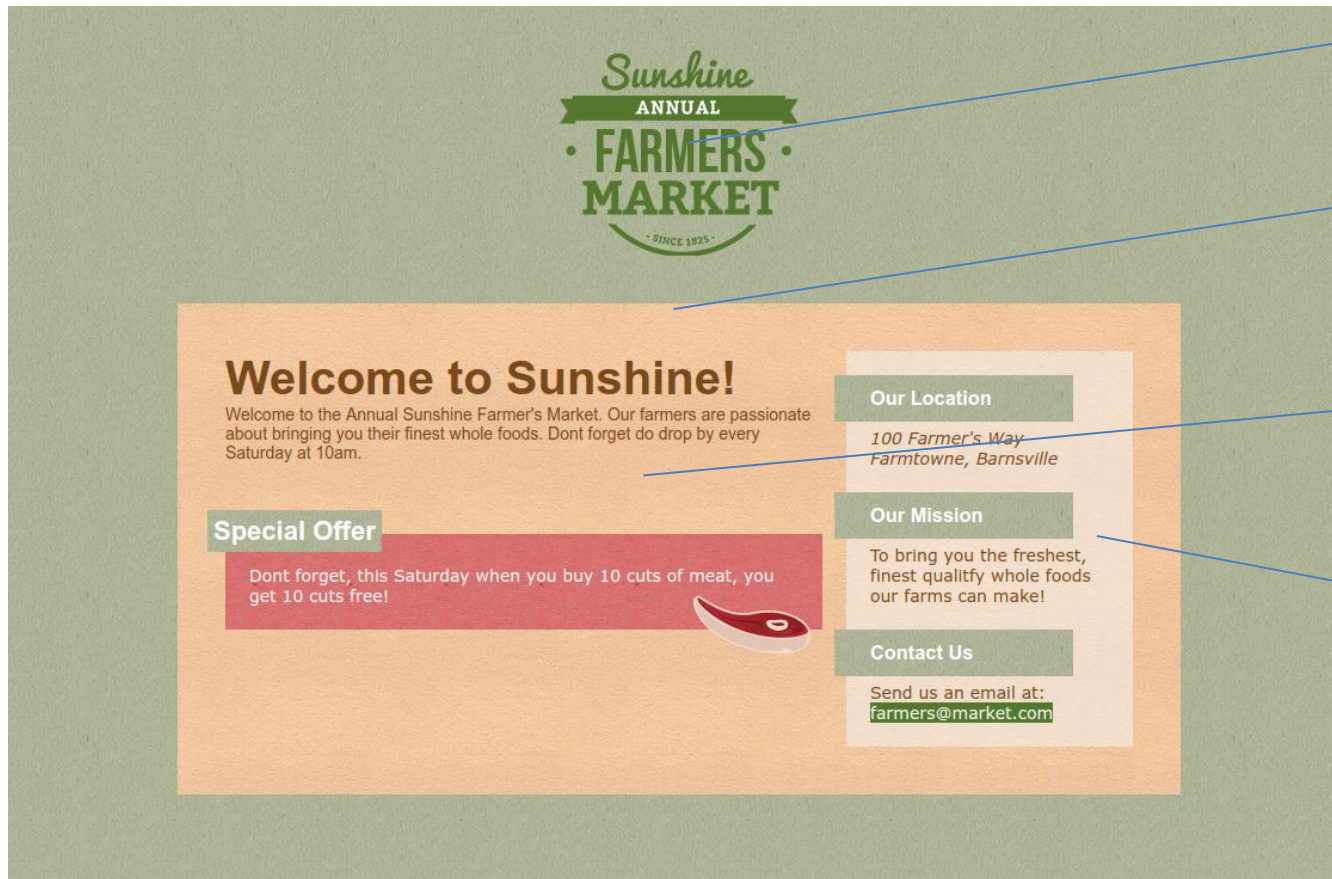 Sunshine
ANNUAL
• FARMERS •
MARKET
- SINCE 1825 -
Welcome to Sunshine!
Welcome to the Annual Sunshine Farmer's Market. Our farmers are passionate
about bringing you their finest whole foods. Dont forget do drop by every
Saturday at 10am.
Special Offer
Dont forget, this Saturday when you buy 10 cuts of meat, you
get 10 cuts free!
Our Location
100 Farmer's Way
Farmtowne, Barnsville
Our Mission
To bring you the freshest,
finest qualitfy whole foods
our farms can make!
Contact Us
Send us an email at:
farmers@market.com